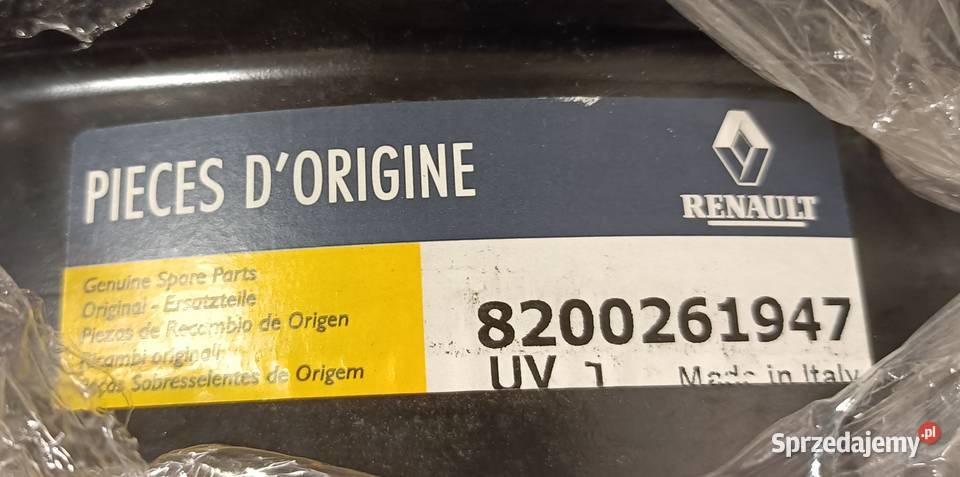 PIECES D'ORIGINE
RENAULT
Genuine Spare Parts
Original - Ersatzteile
Piezas de Recambio de Origen
Ricambi originali
Sobresselentes de Origem
8200261947
UV 1 Made in Italy
Sprzedajemy.pl